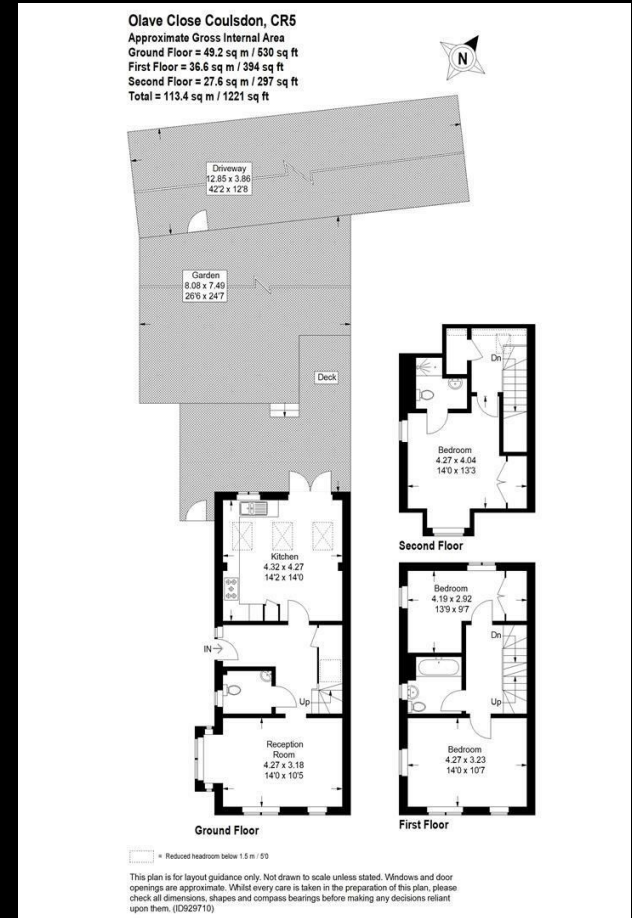 Olave Close Coulsdon, CR5
Approximate Gross Internal Area
Ground Floor = 49.2 sq m / 530 sq ft
First Floor = 36.6 sq m / 394 sq ft
Second Floor = 27.6 sq m / 297 sq ft
Total = 113.4 sq m / 1221 sq ft
N
Driveway
12.85 x 3.86
42'2 x 12'8
Garden
8.08 x 7.49
26'6 x 24'7
Deck
Kitchen
4.32 x 4.27
14'2 x 14'0
IN
Up
Reception
Room
4.27 x 3.18
14'0 x 10'5
Ground Floor
Dn
Bedroom
4.27 x 4.04
14'0 x 13'3
Second Floor
Bedroom
4.19 x 2.92
13'9 x 9'7
Dn
Up
Bedroom
4.27 x 3.23
14'0 x 10'7
First Floor
= Reduced headroom below 1.5 m / 5'0
This plan is for layout guidance only. Not drawn to scale unless stated. Windows and door
openings are approximate. Whilst every care is taken in the preparation of this plan, please
check all dimensions, shapes and compass bearings before making any decisions reliant
upon them. (ID929710)